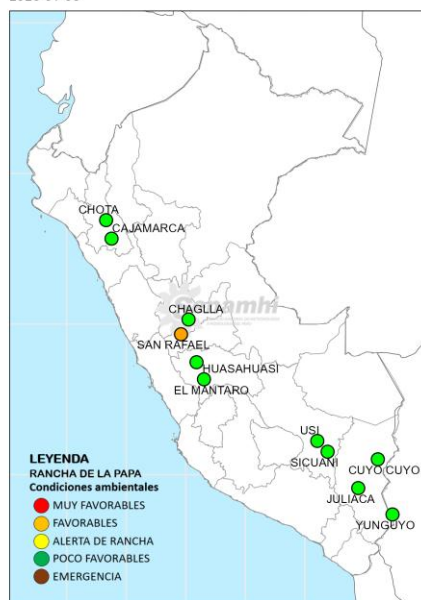 CHOTA
CAJAMARCA
Senamhi
CHAGLLA
SAN RAFAEL
HUASAHUASI
EL MANTARO
USI
SICUANI
CUYO CUYO
JULIACA
YUNGUYO
LEYENDA
RANCHA DE LA PAPA
Condiciones ambientales
MUY FAVORABLES
FAVORABLES
ALERTA DE RANCHA
POCO FAVORABLES
EMERGENCIA